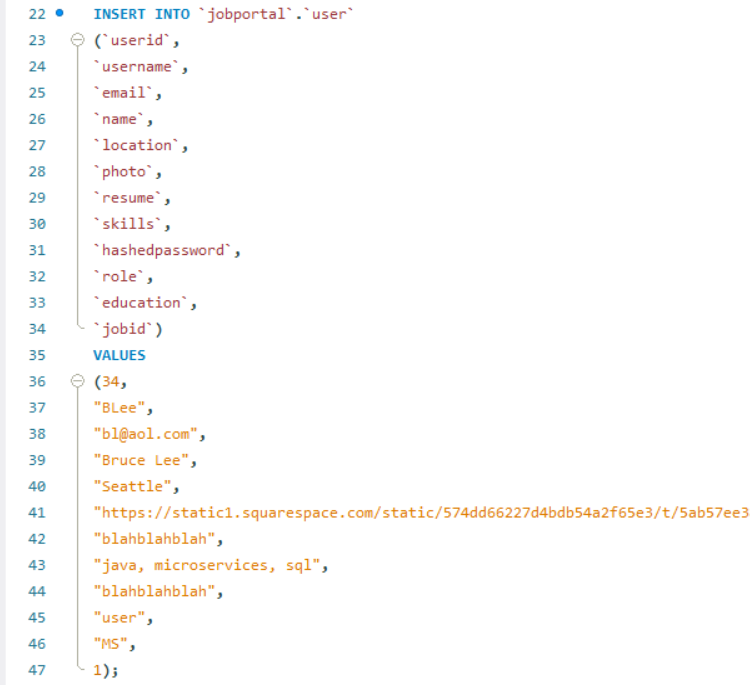 22 INSERT INTO `jobportal`.`user`
23 (`userid`,
24 `username`,
25 `email`,
26 `name`,
27 `location`,
28 `photo`,
29 `resume`,
30 `skills`,
31 `hashedpassword`,
32 `role`,
33 `education`,
34 `jobid`)
35 VALUES
36 (34,
37 "BLee",
38 "bl@aol.com",
39 "Bruce Lee",
40 "Seattle",
41 "https://static1.squarespace.com/static/574dd66227d4bdb54a2f65e3/t/5ab57ee3
42 "blahblahblah",
43 "java, microservices, sql",
44 "blahblahblah",
45 "user",
46 "MS",
47 1);